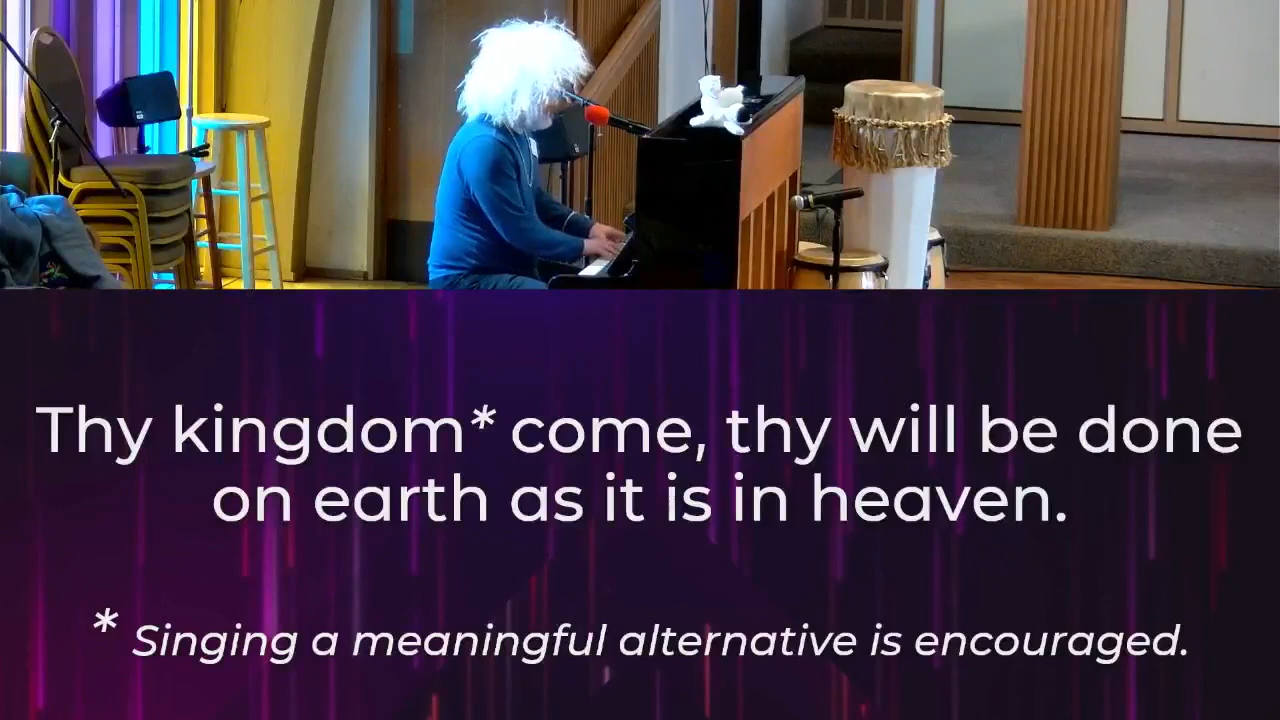 Thy kingdom* come, thy will be done
on earth as it is in heaven.
* Singing a meaningful alternative is encouraged.